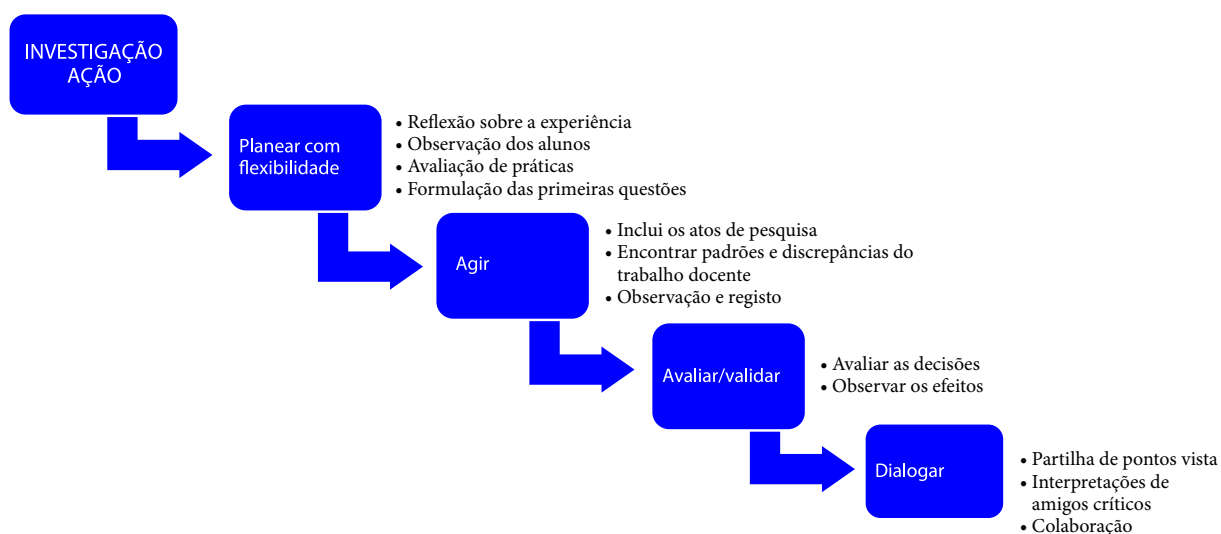 INVESTIGAÇÃO
AÇÃO
Planear com
flexibilidade
• Reflexão sobre a experiência
• Observação dos alunos
• Avaliação de práticas
• Formulação das primeiras questões
Agir
• Inclui os atos de pesquisa
• Encontrar padrões e discrepâncias do
trabalho docente
• Observação e registo
Avaliar/validar
• Avaliar as decisões
• Observar os efeitos
Dialogar
• Partilha de pontos vista
• Interpretações de
amigos críticos
• Colaboração